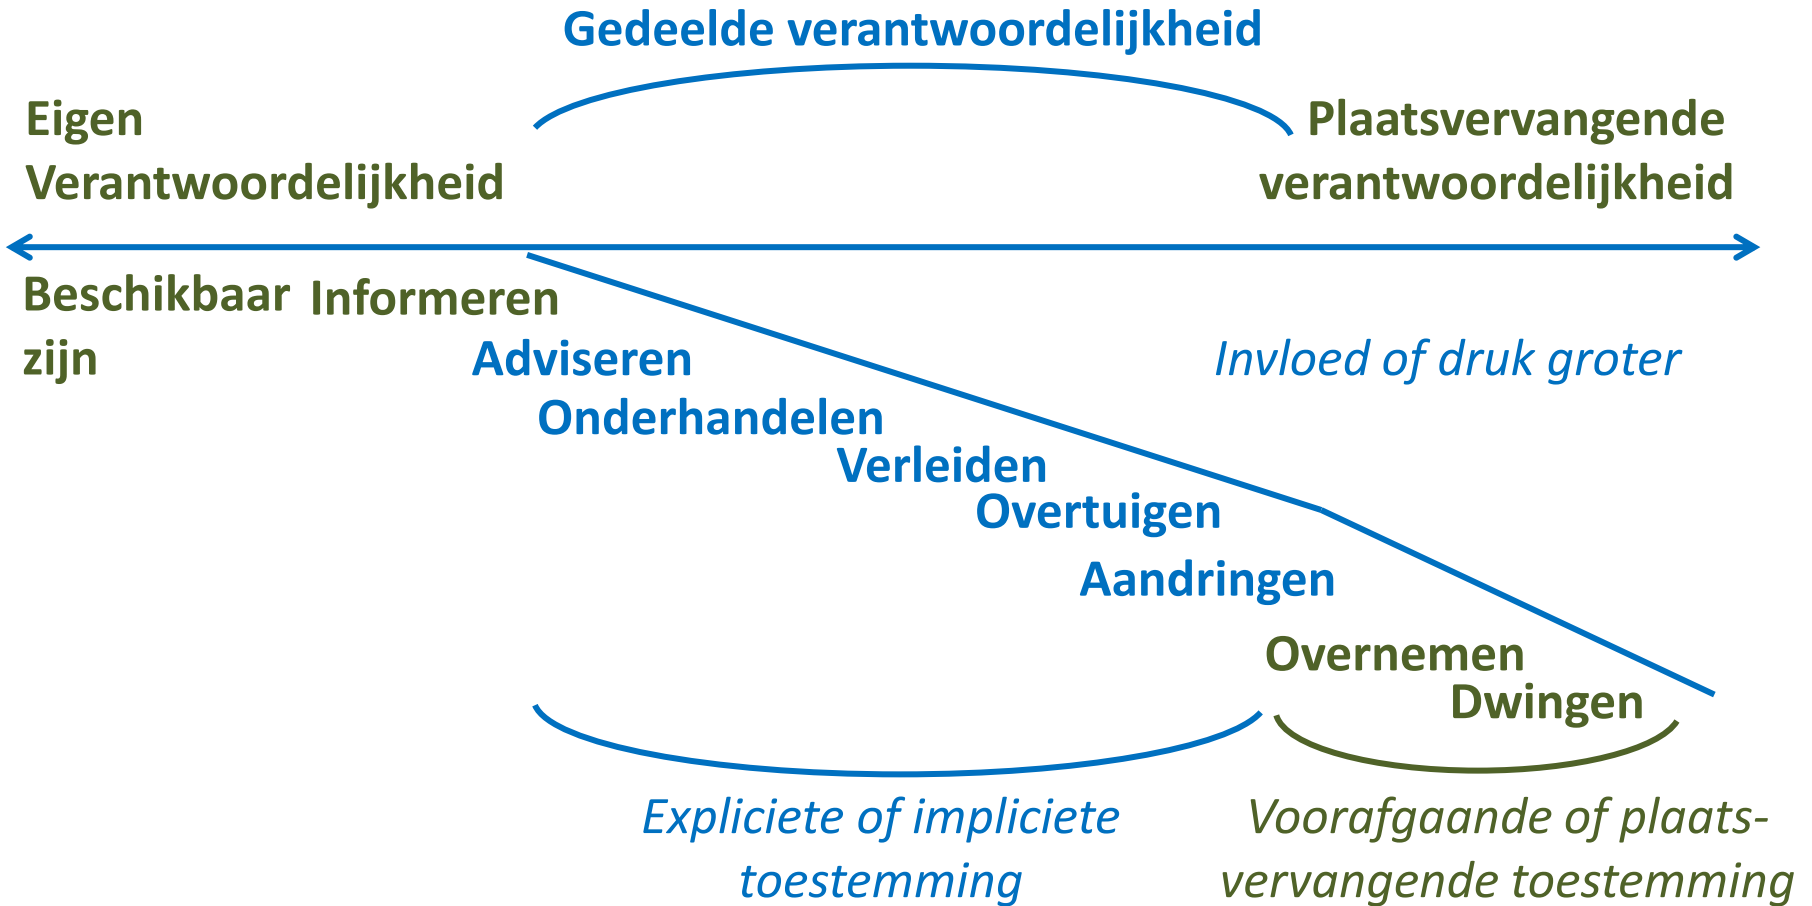 Gedeelde verantwoordelijkheid
Eigen
Verantwoordelijkheid
Plaatsvervangende
verantwoordelijkheid
Beschikbaar
zijn
Informeren
Adviseren
Invloed of druk groter
Onderhandelen
Verleiden
Overtuigen
Aandringen
Overnemen
Dwingen
Expliciete of impliciete
toestemming
Voorafgaande of plaats-
vervangende toestemming